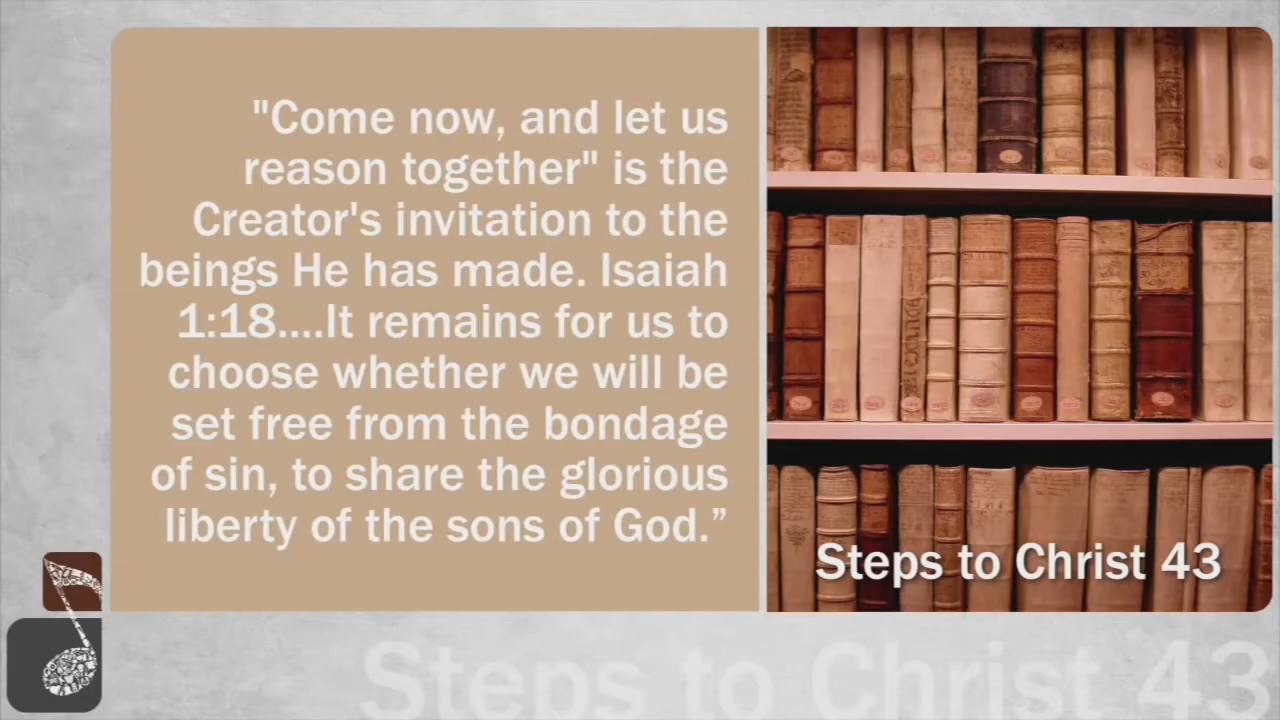 "Come now, and let us
reason together" is the
Creator's invitation to the
beings He has made. Isaiah
1:18....It remains for us to
choose whether we will be
set free from the bondage
of sin, to share the glorious
liberty of the sons of God.”
Steps to Christ 43
Steps to Christ 43